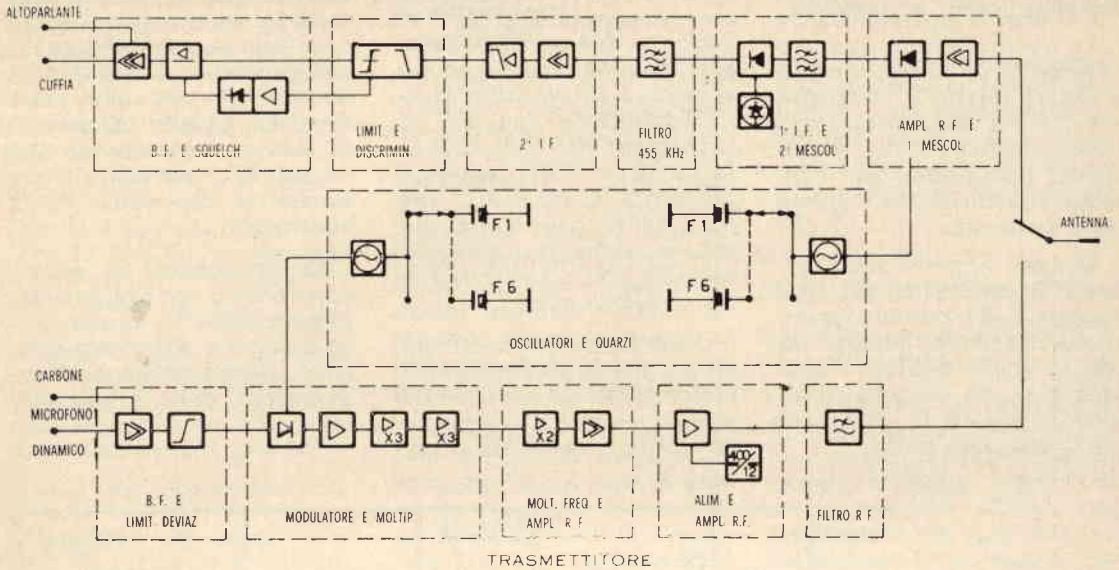 ALTOPARLANTE
CUFFIA
B.F. E SQUELCH
LIMIT. E
DISCRIMIN.
2ª I.F.
FILTRO
455 KHz
1ª I.F. E
2º MESCOL
AMPL. R.F. E
1º MESCOL
F1
F1
ANTENNA
F6
F6
OSCILLATORI E QUARZI
CARBONE
MICROFONO
DINAMICO
X3
X3
X2
400/12
B.F. E
LIMIT. DEVIAZ
MODULATORE E MOLTIP
MOLT. FREQ. E
AMPL. R.F.
ALIM. E
AMPL. R.F.
FILTRO R.F.
TRASMETTITORE